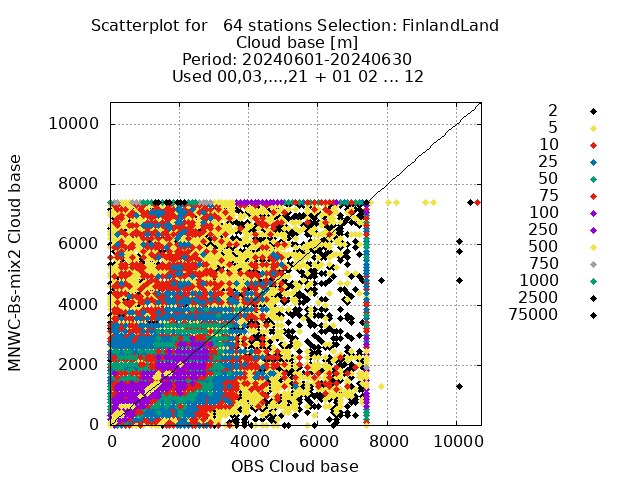 Scatterplot for   64 stations Selection: FinlandLand
Cloud base [m]
Period: 20240601-20240630
Used 00,03,...,21 + 01 02 ... 12
MNWC-Bs-mix2 Cloud base
10000
8000
6000
4000
2000
0
0 2000 4000 6000 8000 10000
OBS Cloud base
2
5
10
25
50
75
100
250
500
750
1000
2500
75000